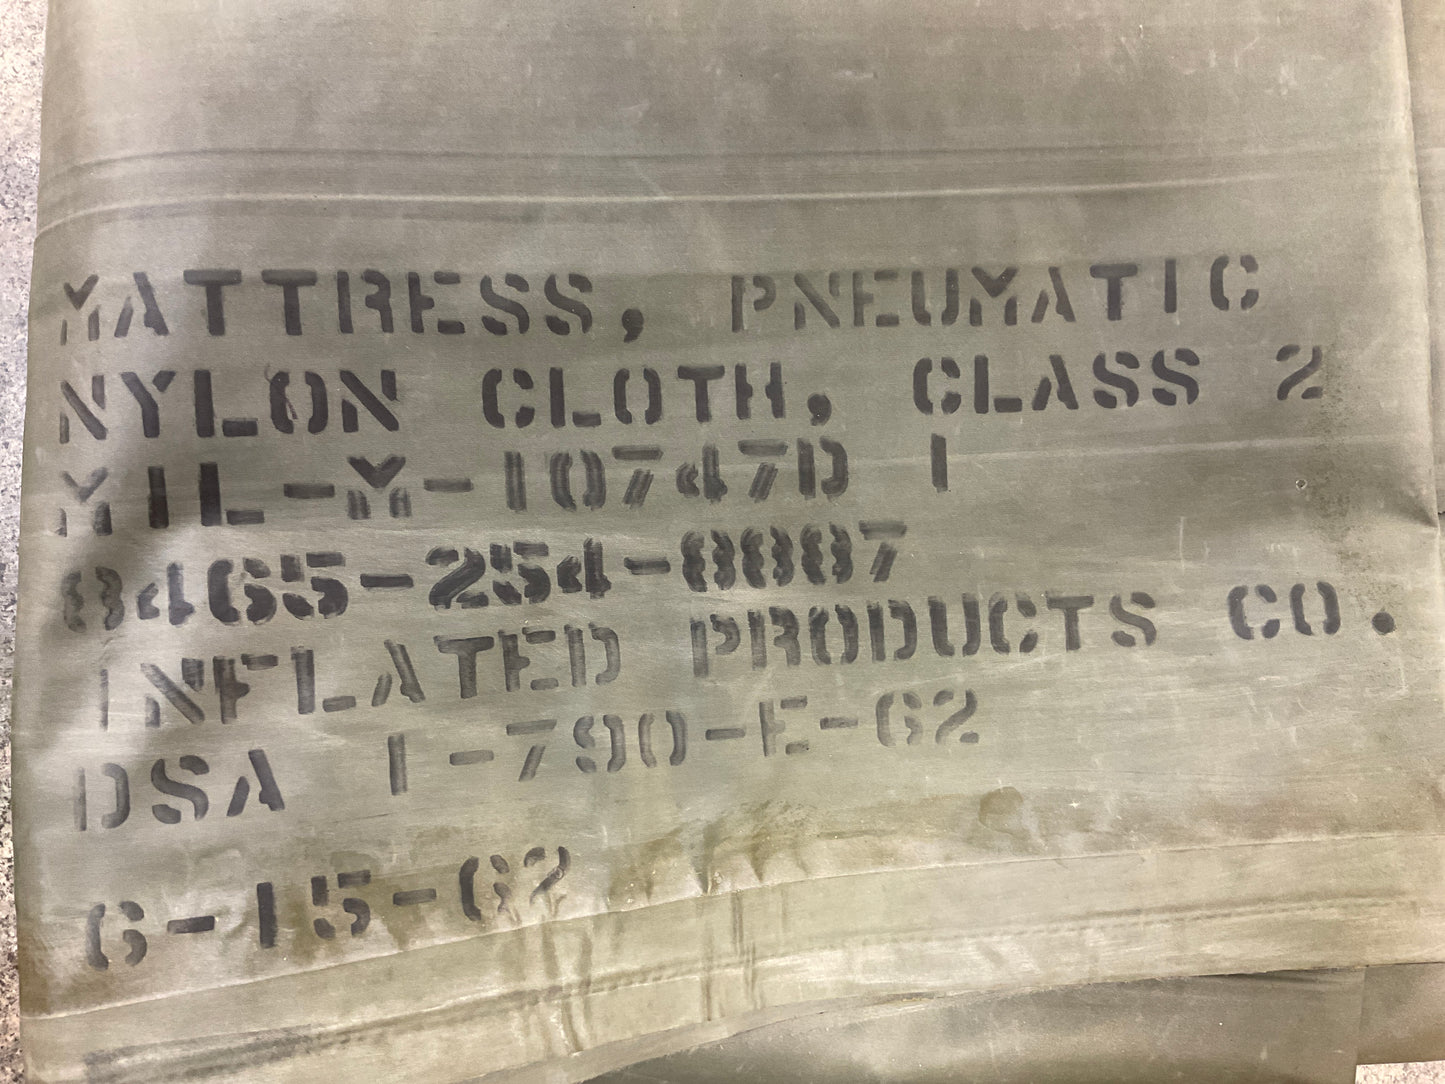 MATTRESS, PNEUMATIC
NYLON CLOTH, CLASS 2
MIL-M-10747D 1
8465-254-8887
INFLATED PRODUCTS CO.
DSA 1-790-E-62
6-15-62